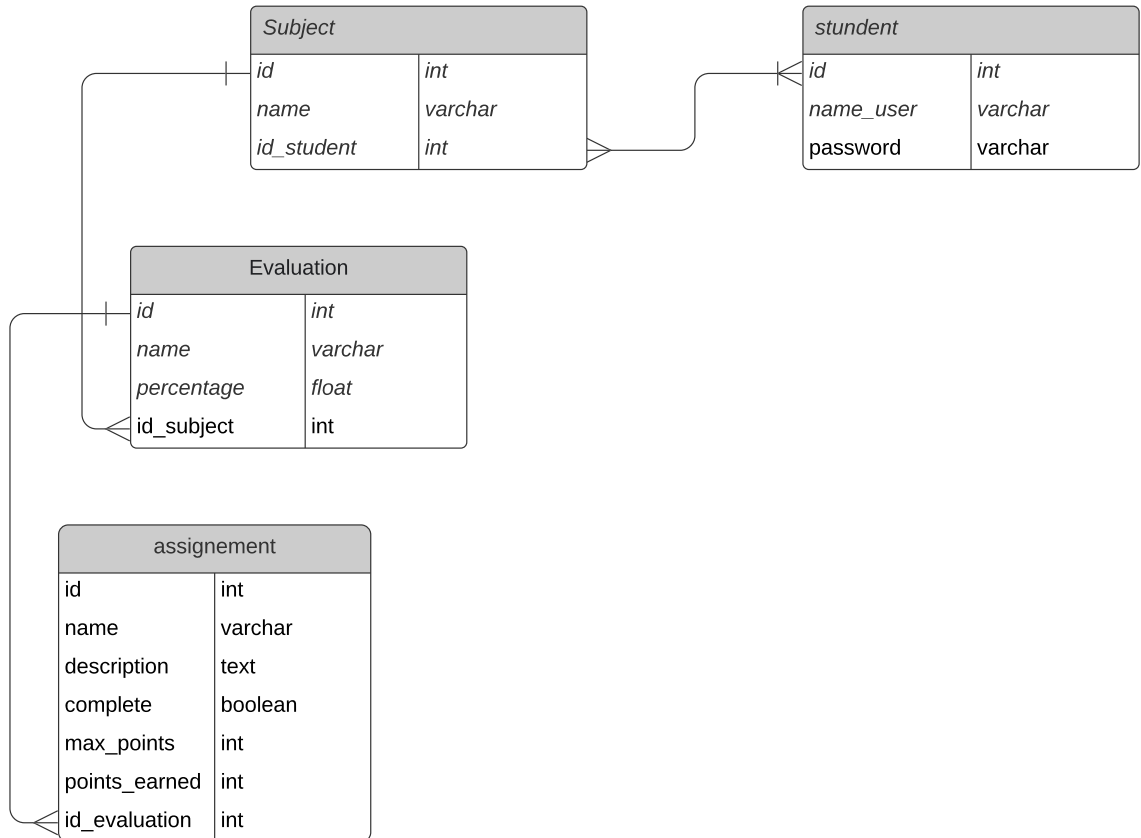 Subject
id int
name varchar
id_student int
stundent
id int
name_user varchar
password varchar
Evaluation
id int
name varchar
percentage float
id_subject int
assignement
id int
name varchar
description text
complete boolean
max_points int
points_earned int
id_evaluation int